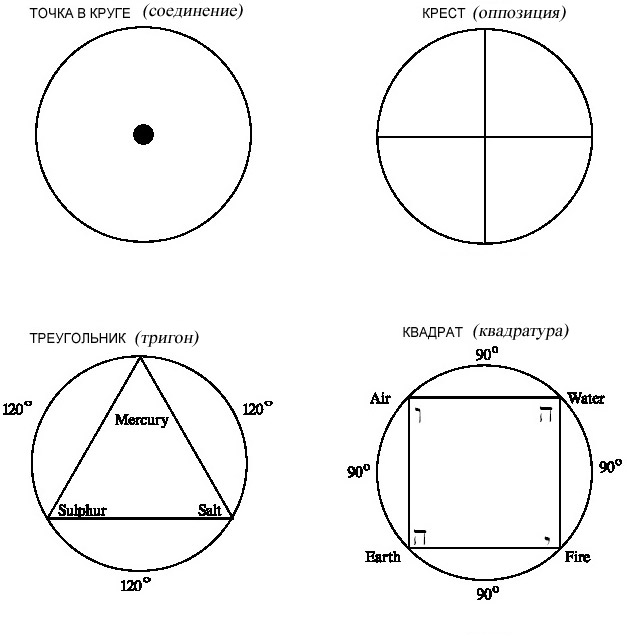 ТОЧКА В КРУГЕ (соединение)
КРЕСТ (оппозиция)
ТРЕУГОЛЬНИК (тригон)
120°
120°
Mercury
Sulphur
Salt
120°
КВАДРАТ (квадратура)
90°
Air
Water
ו
ה
90°
90°
ה
י
Earth
Fire
90°